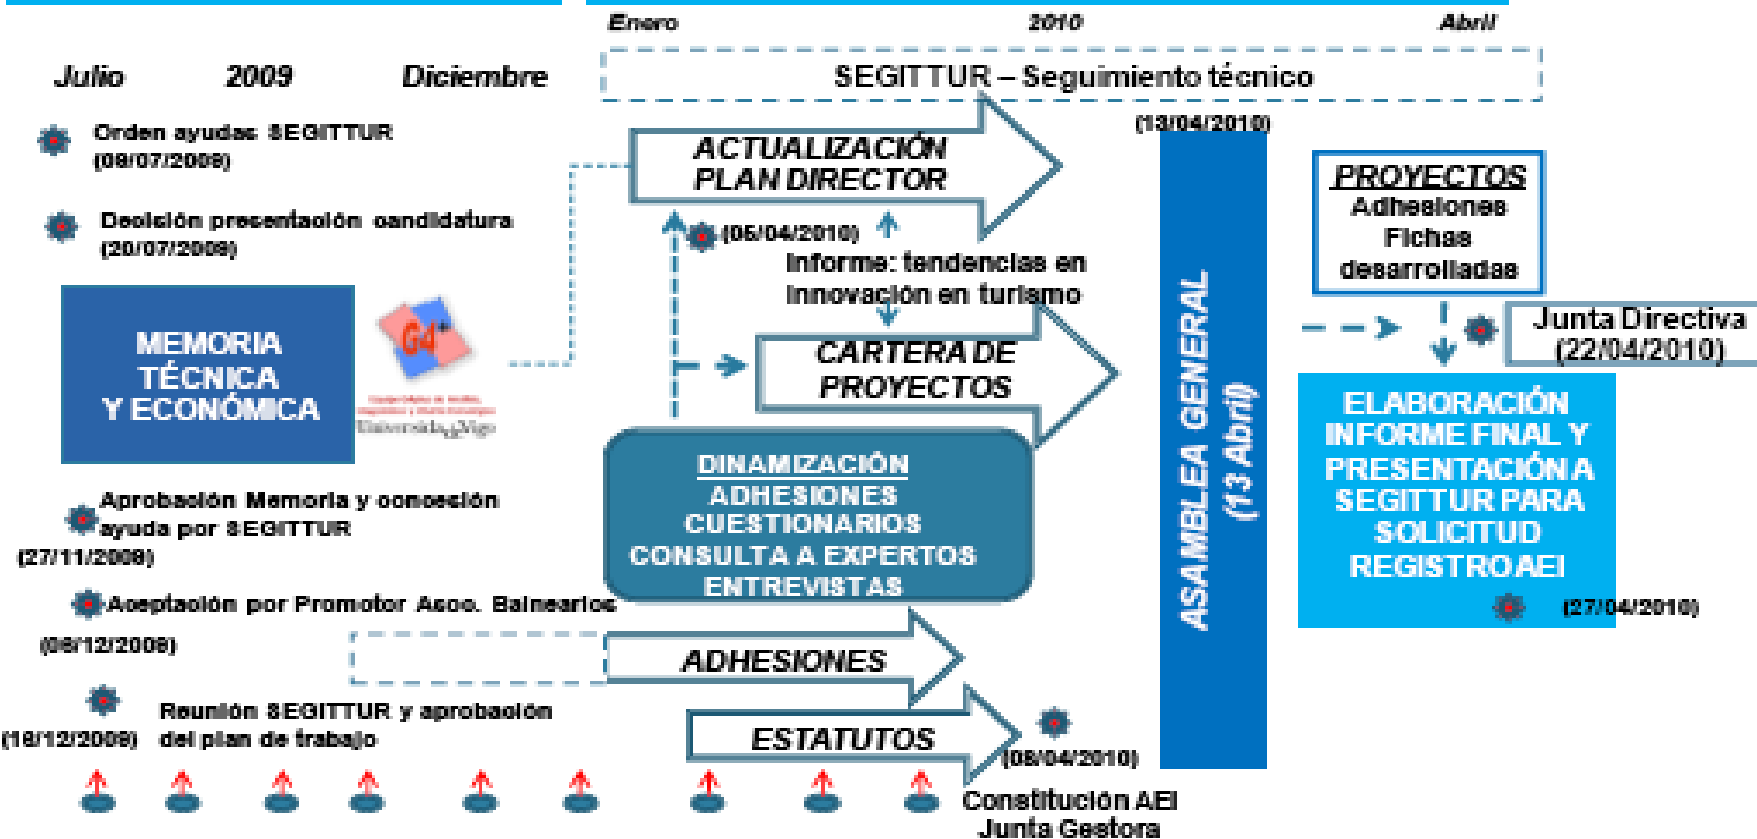 Enero 2010 Abril
Julio 2009 Diciembre
SEGITTUR – Seguimiento técnico
(13/04/2010)
Orden ayudas SEGITTUR
(09/07/2009)
Decisión presentación candidatura
(20/07/2009)
MEMORIA
TÉCNICA
Y ECONÓMICA
G4+
Universidade Vigo
Aprobación Memoria y concesión
ayuda por SEGITTUR
(27/11/2009)
Aceptación por Promotor Asoc. Balnearios
(06/12/2009)
Reunión SEGITTUR y aprobación
del plan de trabajo
(16/12/2009)
ACTUALIZACIÓN
PLAN DIRECTOR
(05/04/2010)
Informe: tendencias en
innovación en turismo
CARTERA DE
PROYECTOS
DINAMIZACIÓN
ADHESIONES
CUESTIONARIOS
CONSULTA A EXPERTOS
ENTREVISTAS
ADHESIONES
ESTATUTOS
(08/04/2010)
Constitución AEI
Junta Gestora
ASAMBLEA GENERAL
(13 Abril)
PROYECTOS
Adhesiones
Fichas
desarrolladas
Junta Directiva
(22/04/2010)
ELABORACIÓN
INFORME FINAL Y
PRESENTACIÓN A
SEGITTUR PARA
SOLICITUD
REGISTRO AEI
(27/04/2010)